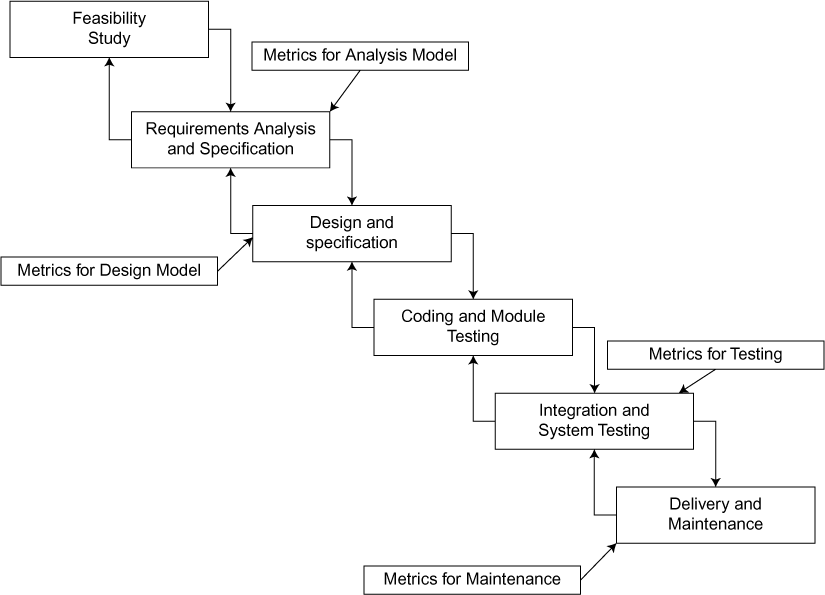 Feasibility
Study
Metrics for Analysis Model
Requirements Analysis
and Specification
Design and
specification
Metrics for Design Model
Coding and Module
Testing
Metrics for Testing
Integration and
System Testing
Delivery and
Maintenance
Metrics for Maintenance